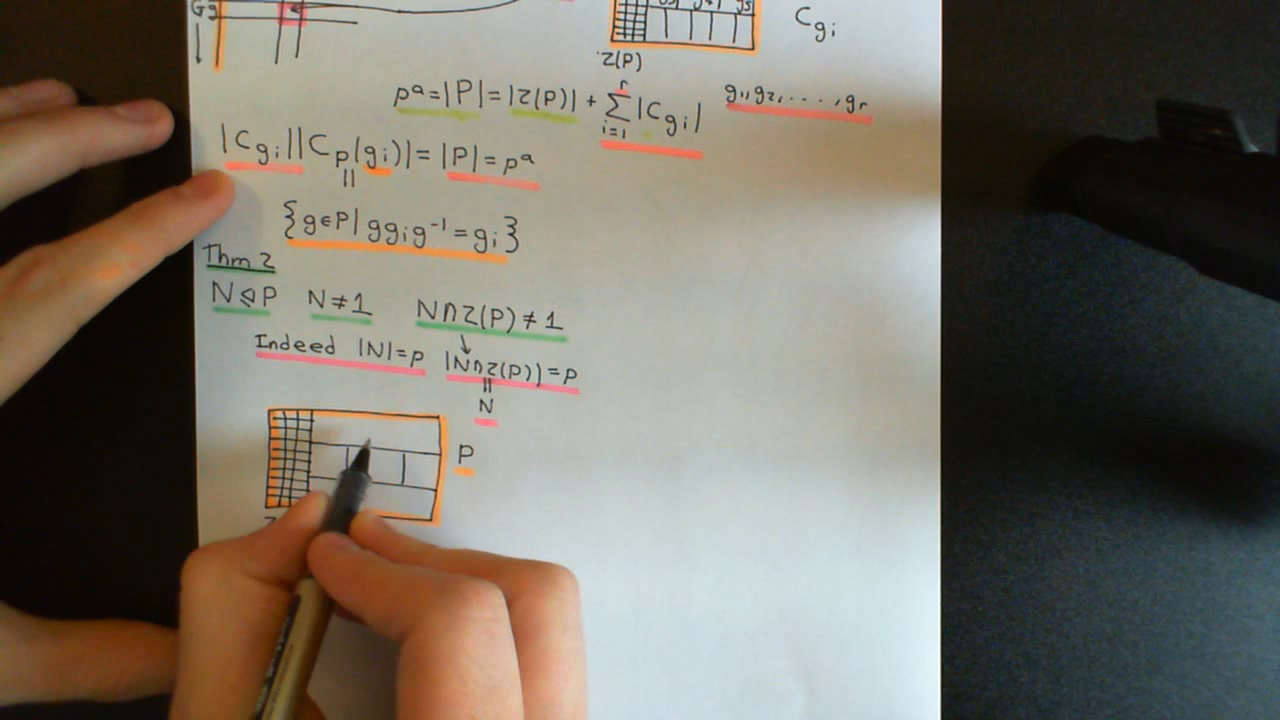 Z(P)
C_{g_i}
p^a = |P| = |Z(P)| + \sum_{i=1}^{r} |C_{g_i}|   g_1, g_2, ..., g_r
|C_{g_i}| |C_P(g_i)| = |P| = p^a
||
{g ∈ P | g g_i g^{-1} = g_i}
Thm 2
N ⊴ P   N ≠ 1   N ∩ Z(P) ≠ 1
↓
Indeed |N| = p   |N ∩ Z(P)| = p
||
N
P